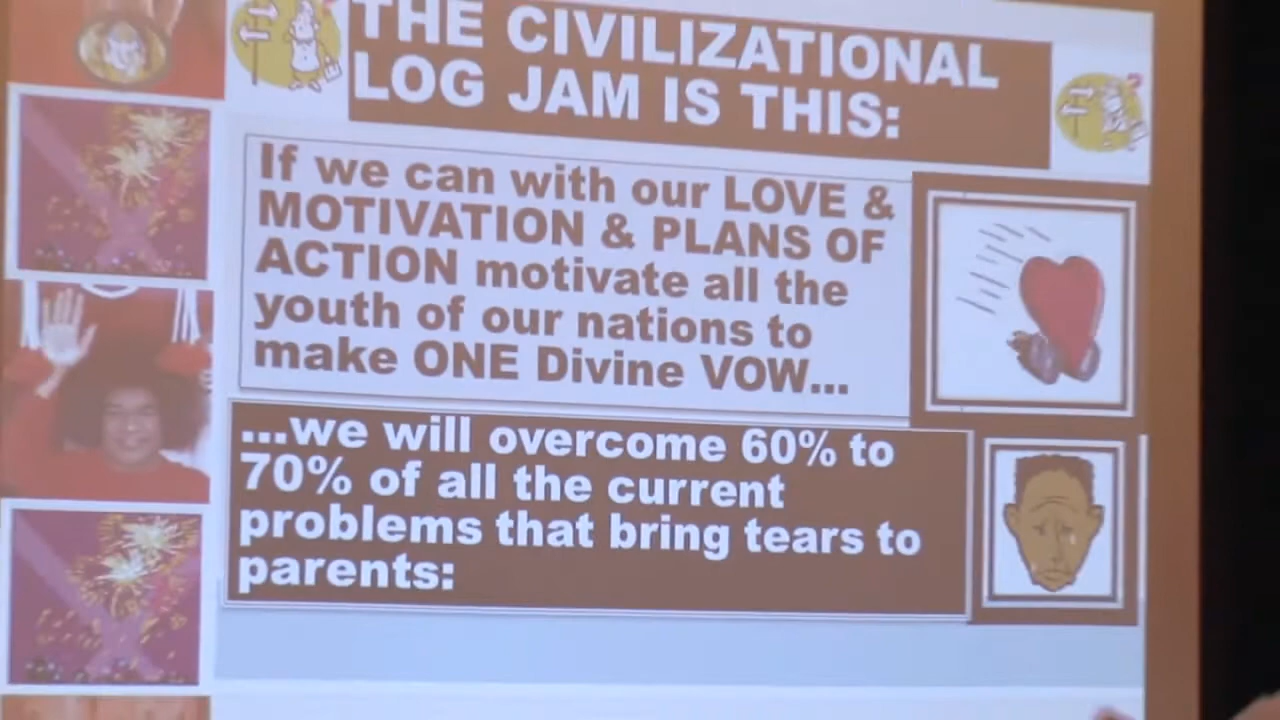 THE CIVILIZATIONAL
LOG JAM IS THIS:
If we can with our LOVE &
MOTIVATION & PLANS OF
ACTION motivate all the
youth of our nations to
make ONE Divine VOW...
...we will overcome 60% to
70% of all the current
problems that bring tears to
parents: